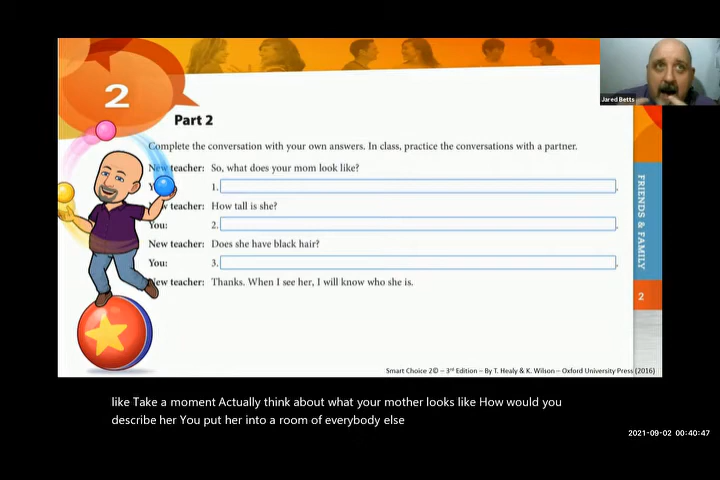 2
Jared Betts
Part 2
Complete the conversation with your own answers. In class, practice the conversations with a partner.
New teacher: So, what does your mom look like?
1.
teacher: How tall is she?
You: 2.
New teacher: Does she have black hair?
You: 3.
New teacher: Thanks. When I see her, I will know who she is.
FRIENDS & FAMILY
2
Smart Choice 2© – 3rd Edition – By T. Healy & K. Wilson – Oxford University Press (2016)
like Take a moment Actually think about what your mother looks like How would you
describe her You put her into a room of everybody else
2021-09-02 00:40:47